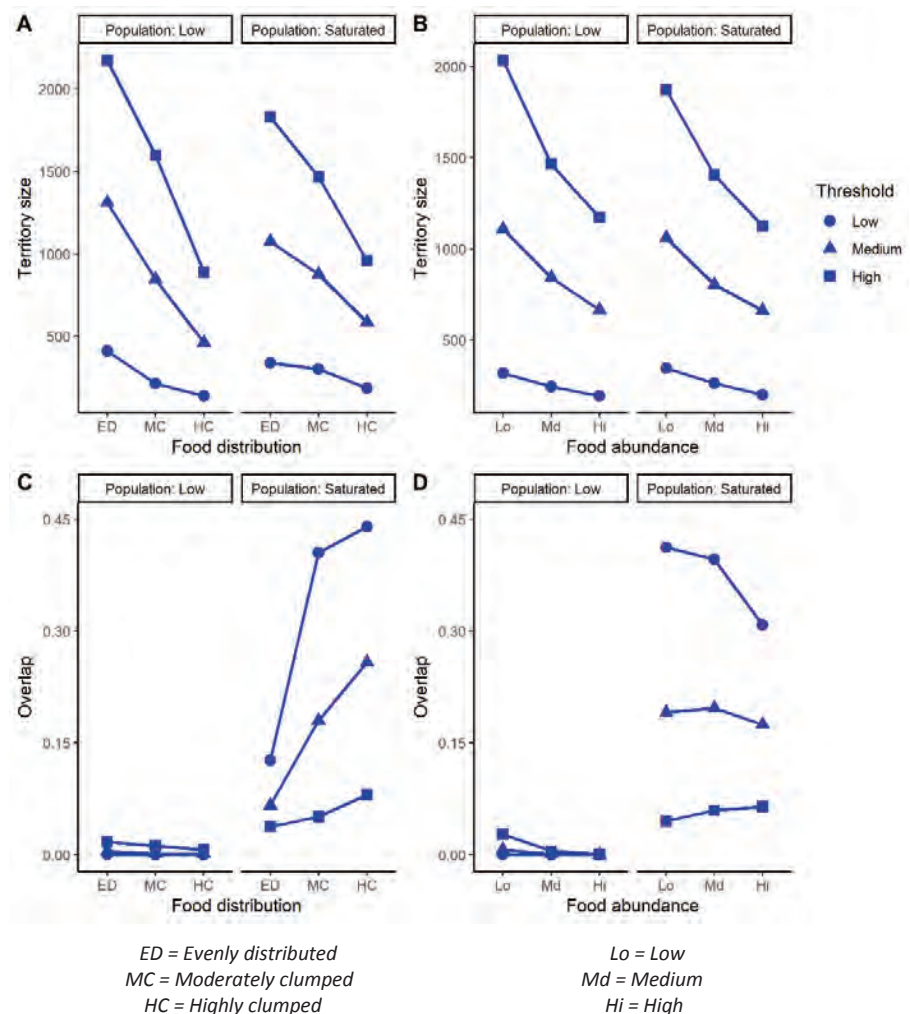 A
Population: Low
Population: Saturated
Territory size
2000
1500
1000
500
ED
MC
HC
ED
MC
HC
Food distribution
B
Population: Low
Population: Saturated
Territory size
2000
1500
1000
500
Lo
Md
Hi
Lo
Md
Hi
Food abundance
Threshold
Low
Medium
High
C
Population: Low
Population: Saturated
Overlap
0.45
0.30
0.15
0.00
ED
MC
HC
ED
MC
HC
Food distribution
D
Population: Low
Population: Saturated
Overlap
0.45
0.30
0.15
0.00
Lo
Md
Hi
Lo
Md
Hi
Food abundance
ED = Evenly distributed
MC = Moderately clumped
HC = Highly clumped
Lo = Low
Md = Medium
Hi = High